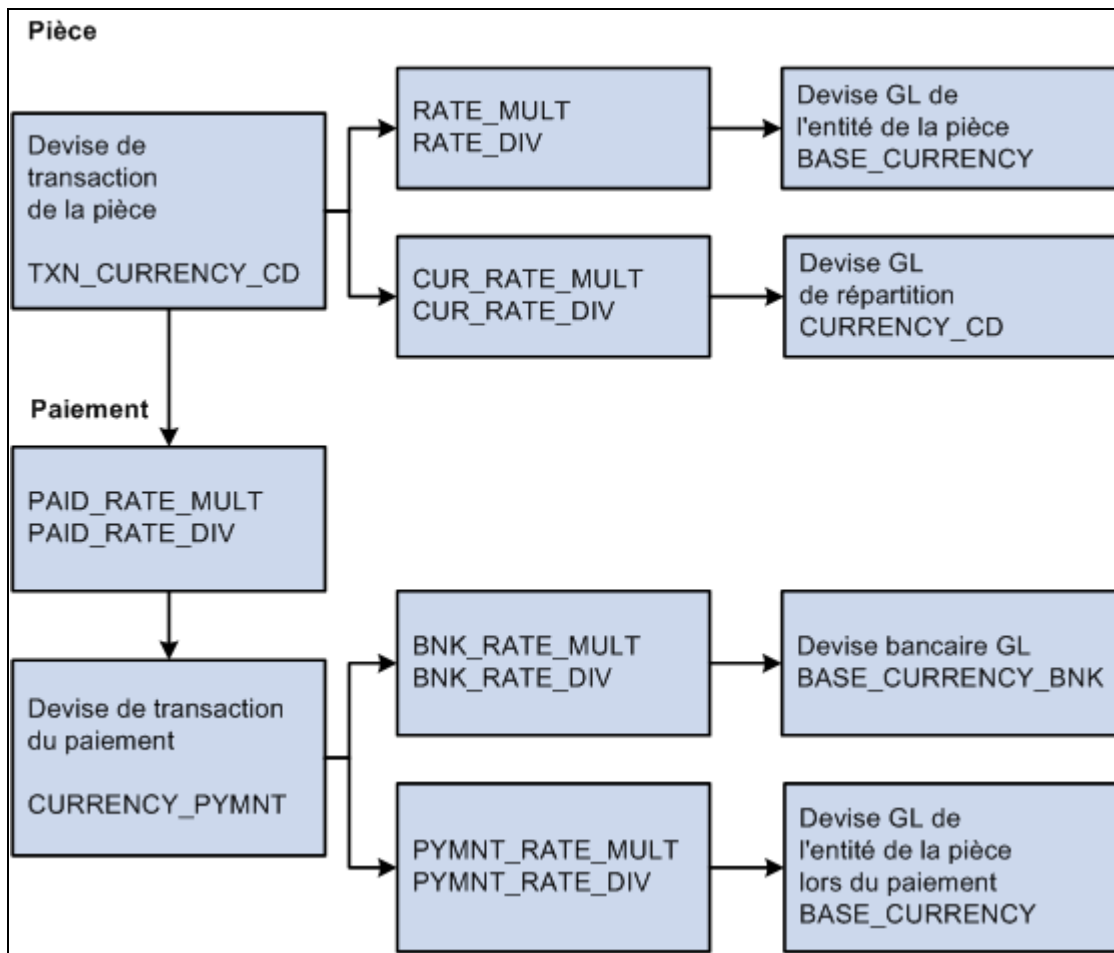 Pièce
Devise de
transaction
de la pièce
TXN_CURRENCY_CD
RATE_MULT
RATE_DIV
Devise GL de
l'entité de la pièce
BASE_CURRENCY
CUR_RATE_MULT
CUR_RATE_DIV
Devise GL
de répartition
CURRENCY_CD
Paiement
PAID_RATE_MULT
PAID_RATE_DIV
Devise de transaction
du paiement
CURRENCY_PYMNT
BNK_RATE_MULT
BNK_RATE_DIV
Devise bancaire GL
BASE_CURRENCY_BNK
PYMNT_RATE_MULT
PYMNT_RATE_DIV
Devise GL de
l'entité de la pièce
lors du paiement
BASE_CURRENCY